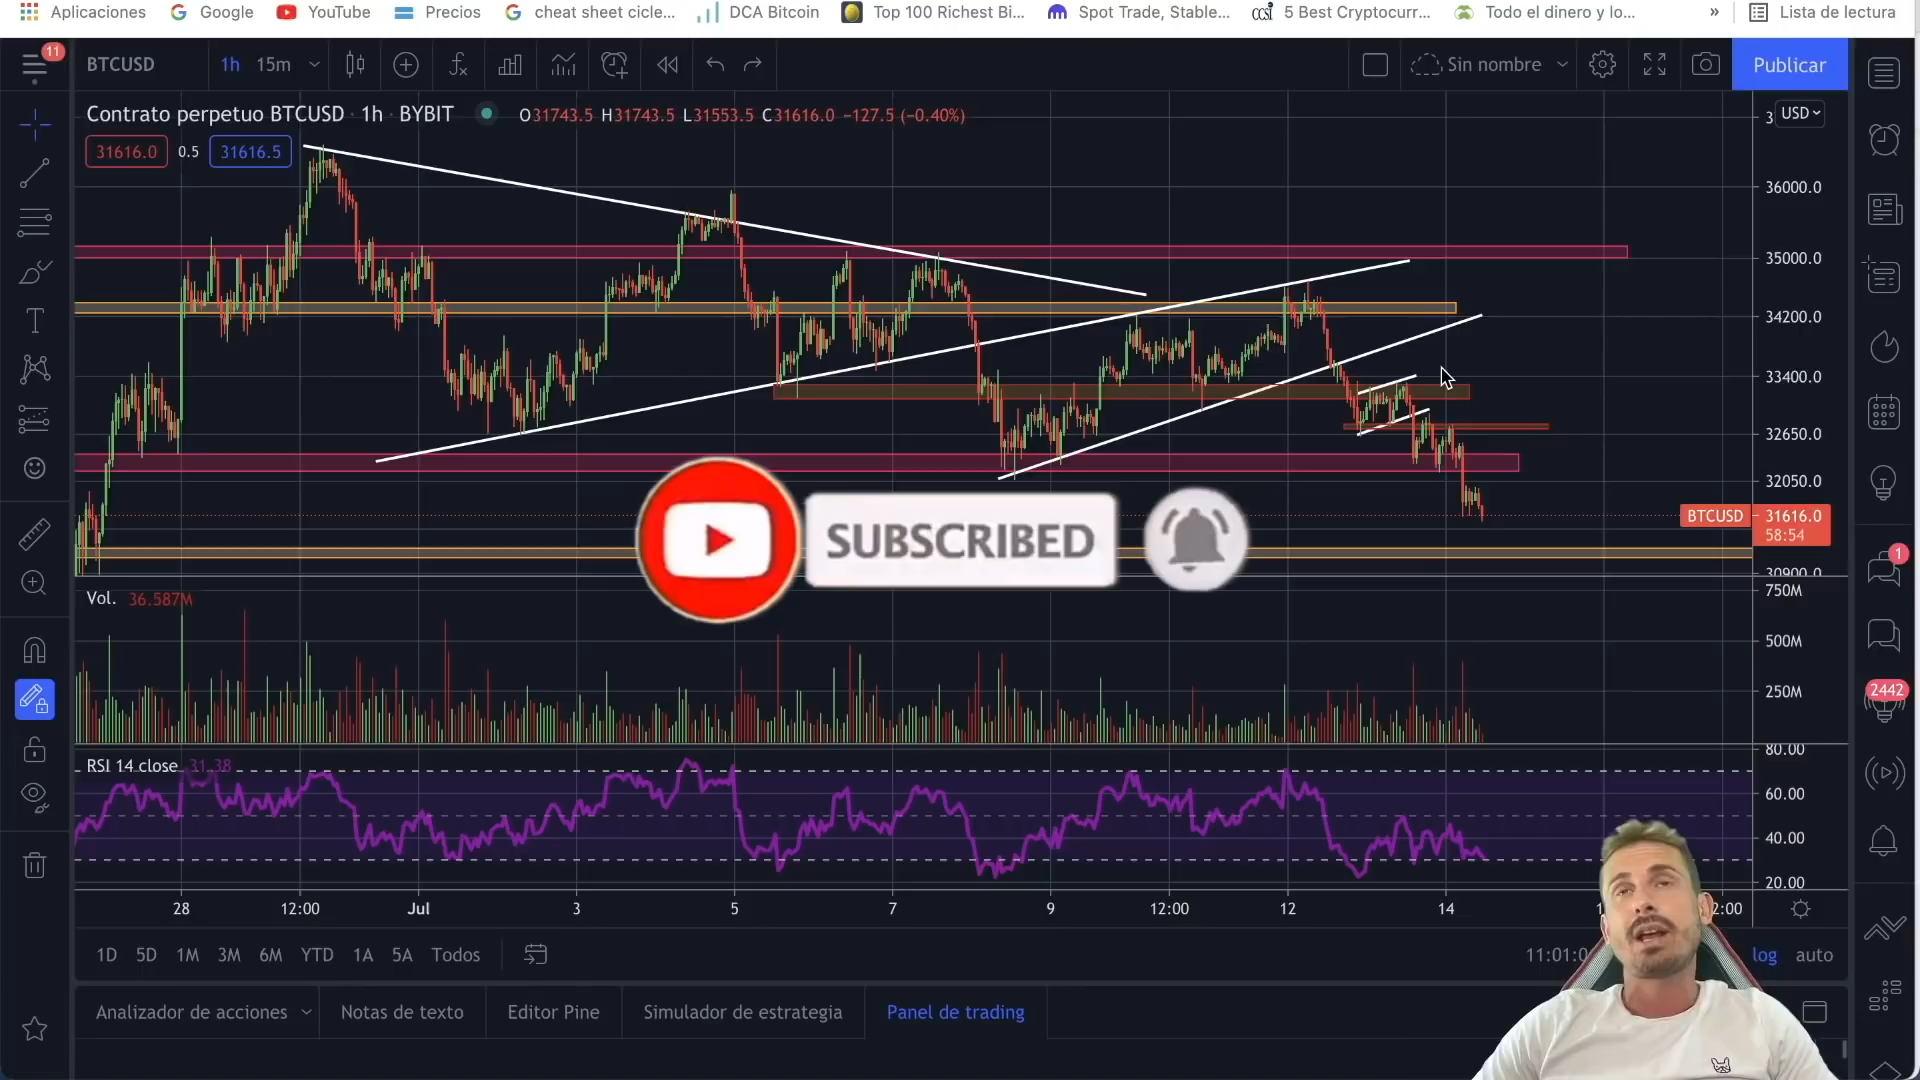 Aplicaciones Google YouTube Precios cheat sheet cicle... DCA Bitcoin Top 100 Richest Bi... Spot Trade, Stable... 5 Best Cryptocurr... Todo el dinero y lo... » Lista de lectura
11
BTCUSD 1h 15m Sin nombre Publicar
Contrato perpetuo BTCUSD · 1h · BYBIT O31743.5 H31743.5 L31553.5 C31616.0 −127.5 (−0.40%)
USD
31616.0 0.5 31616.5
36000.0
35000.0
34200.0
33400.0
32650.0
32050.0
BTCUSD 31616.0
58:54
30900.0
SUBSCRIBED
1
Vol. 36.587M
750M
500M
250M
2442
RSI 14 close 31.38
80.00
60.00
40.00
20.00
28 12:00 Jul 3 5 7 9 12:00 12 14
1D 5D 1M 3M 6M YTD 1A 5A Todos
log auto
Analizador de acciones Notas de texto Editor Pine Simulador de estrategia Panel de trading